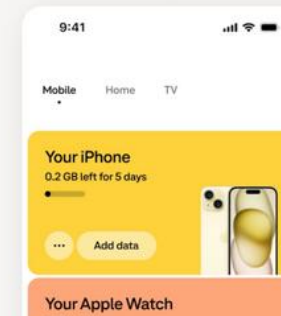 9:41
Mobile Home TV
Your iPhone
0.2 GB left for 5 days
Add data
Your Apple Watch